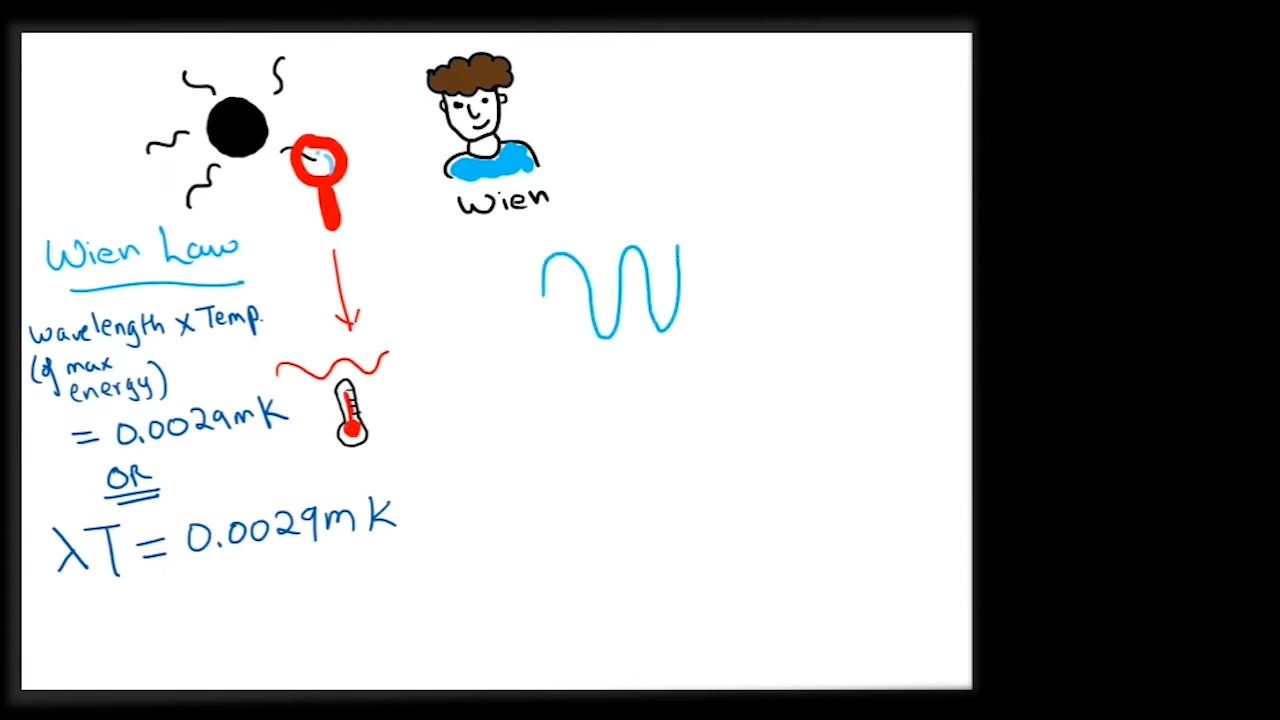 Wien
Wien Law
wavelength x Temp.
(of max
energy)
= 0.0029mK
OR
λT = 0.0029mK